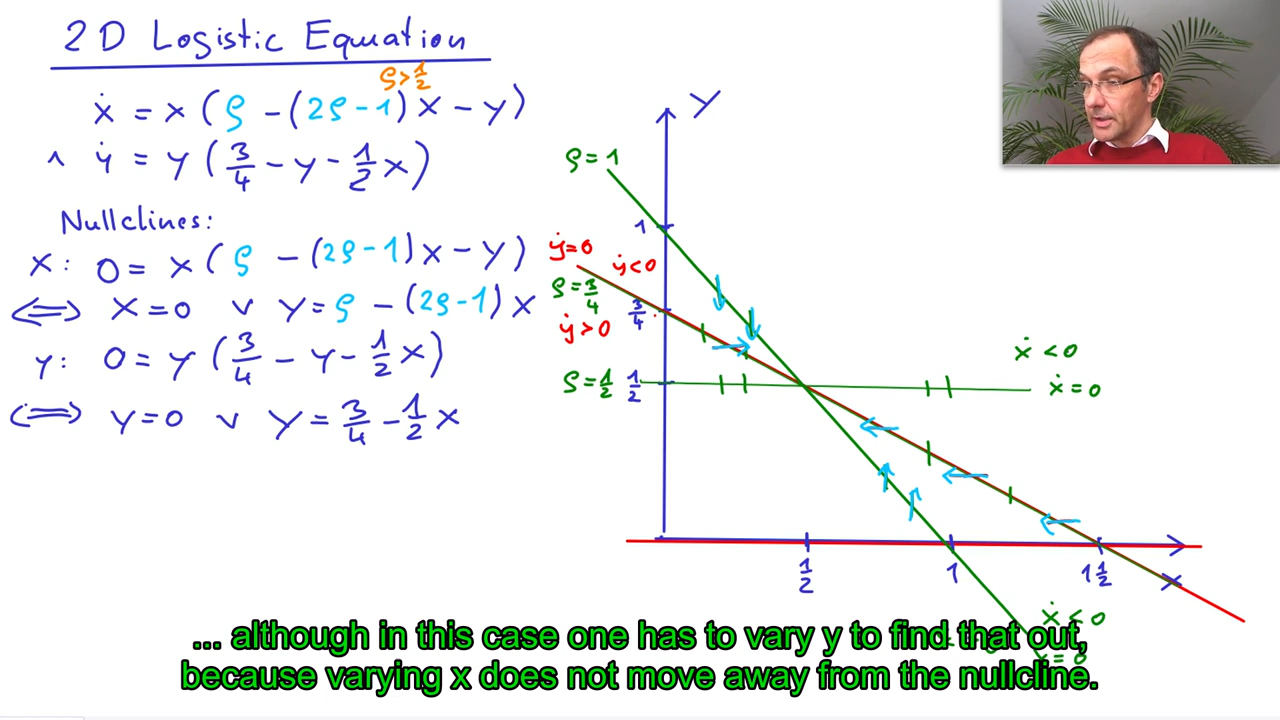 2D Logistic Equation
ϱ>1/2
ẋ = x (ϱ - (2ϱ-1) x - y)
∧ ẏ = y (3/4 - y - 1/2 x)
Nullclines:
x: 0 = x (ϱ - (2ϱ-1) x - y)
⟺ x=0 ∨ y=ϱ - (2ϱ-1) x
y: 0 = y (3/4 - y - 1/2 x)
⟺ y=0 ∨ y = 3/4 - 1/2 x
y
ϱ=1
1
ẏ=0
ẏ<0
ϱ=3/4
3/4
ẏ>0
ϱ=1/2
1/2
ẋ<0
ẋ=0
1/2
1
1 1/2
x
ẋ<0
... although in this case one has to vary y to find that out,
because varying x does not move away from the nullcline.